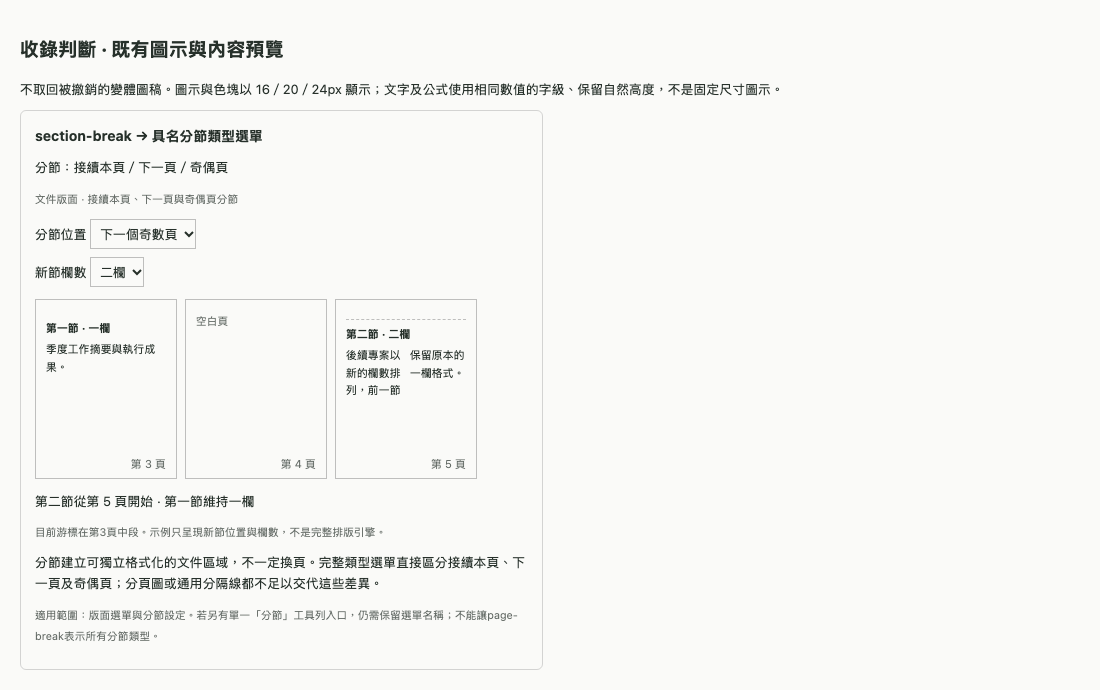 收錄判斷 · 既有圖示與內容預覽
不取回被撤銷的變體圖稿。圖示與色塊以 16 / 20 / 24px 顯示；文字及公式使用相同數值的字級、保留自然高度，不是固定尺寸圖示。
section-break → 具名分節類型選單
分節：接續本頁 / 下一頁 / 奇偶頁
文件版面 · 接續本頁、下一頁與奇偶頁分節
分節位置 下一個奇數頁
新節欄數 二欄
第一節 · 一欄
季度工作摘要與執行成
果。
第 3 頁
空白頁
第 4 頁
第二節 · 二欄
後續專案以
新的欄數排
列，前一節
保留原本的
一欄格式。
第 5 頁
第二節從第 5 頁開始 · 第一節維持一欄
目前游標在第3頁中段。示例只呈現新節位置與欄數，不是完整排版引擎。
分節建立可獨立格式化的文件區域，不一定換頁。完整類型選單直接區分接續本頁、下
一頁及奇偶頁；分頁圖或通用分隔線都不足以交代這些差異。
適用範圍：版面選單與分節設定。若另有單一「分節」工具列入口，仍需保留選單名稱；不能讓page-
break表示所有分節類型。